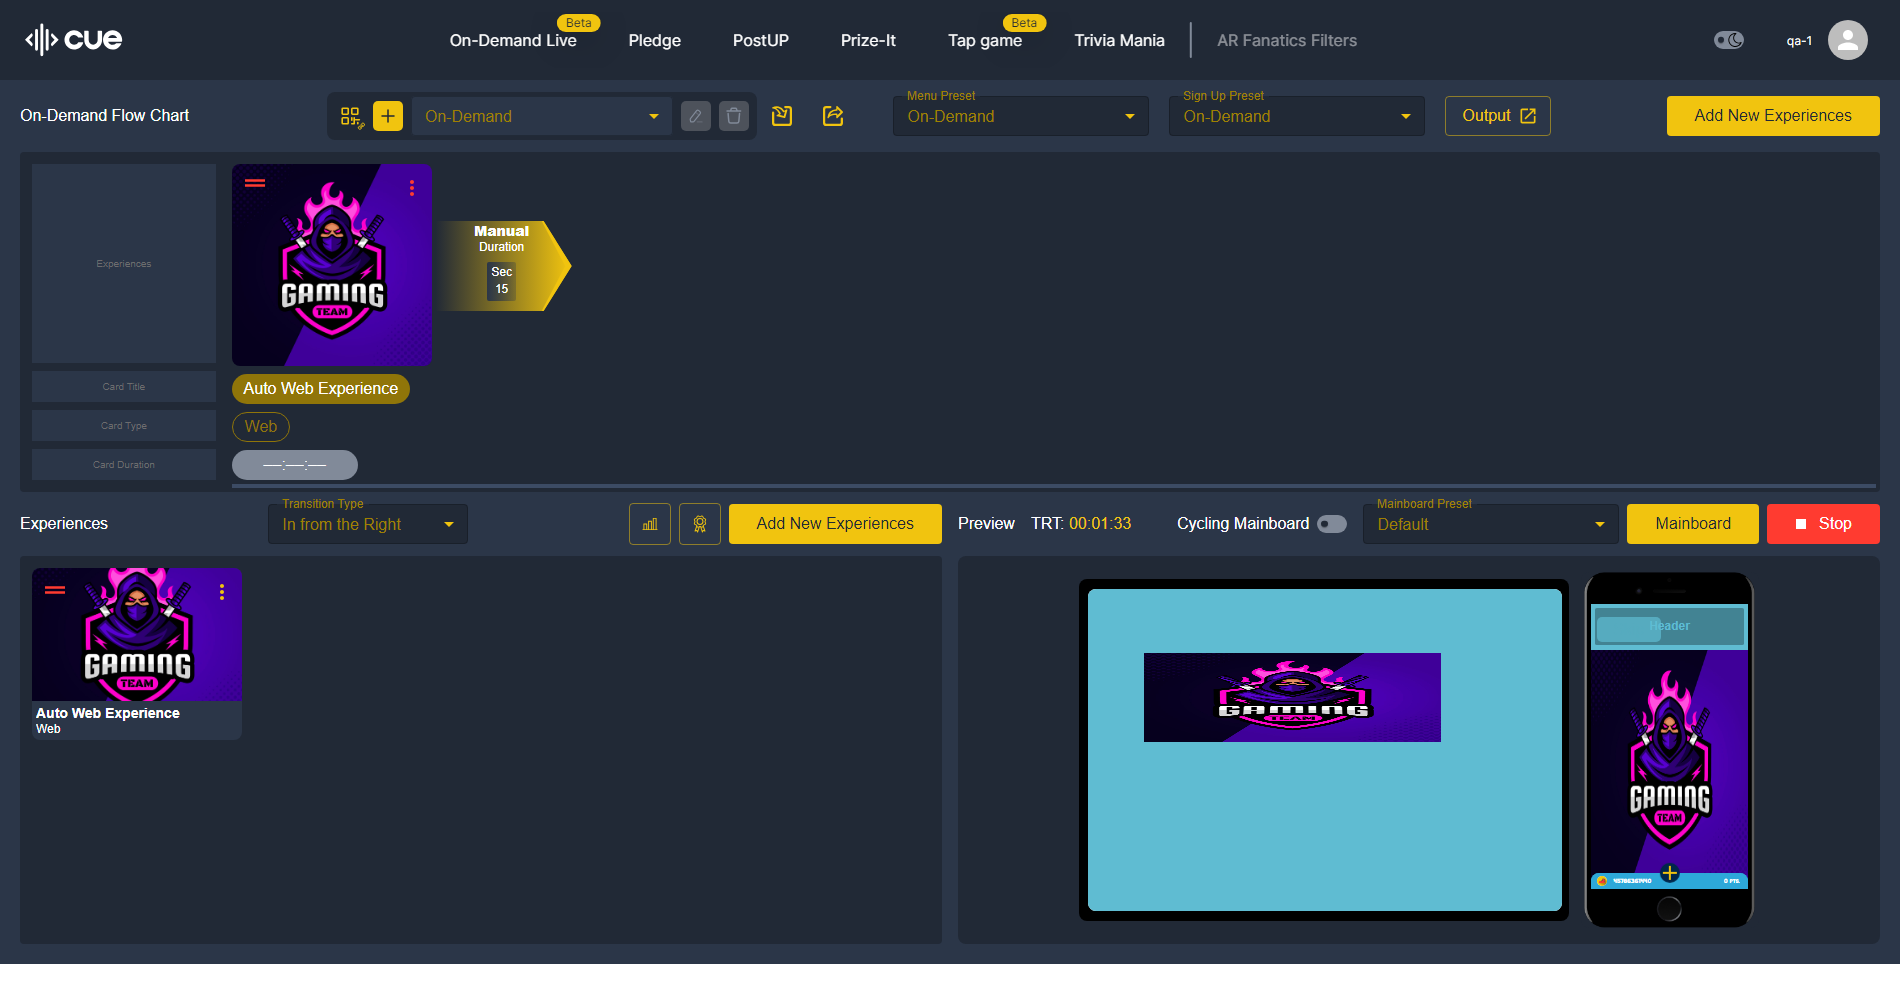 cue
On-Demand Live
Beta
Pledge
PostUP
Prize-It
Tap game
Beta
Trivia Mania
AR Fanatics Filters
qa-1
On-Demand Flow Chart
On-Demand
Menu Preset
On-Demand
Sign Up Preset
On-Demand
Output
Add New Experiences
Experiences
GAMING
TEAM
Manual
Duration
Sec
15
Card Title
Auto Web Experience
Card Type
Web
Card Duration
—:—:—
Experiences
Transition Type
In from the Right
Add New Experiences
Preview
TRT: 00:01:33
Cycling Mainboard
Mainboard Preset
Default
Mainboard
Stop
GAMING
TEAM
Auto Web Experience
Web
GAMING
TEAM
Header
GAMING
TEAM
0 PTS.